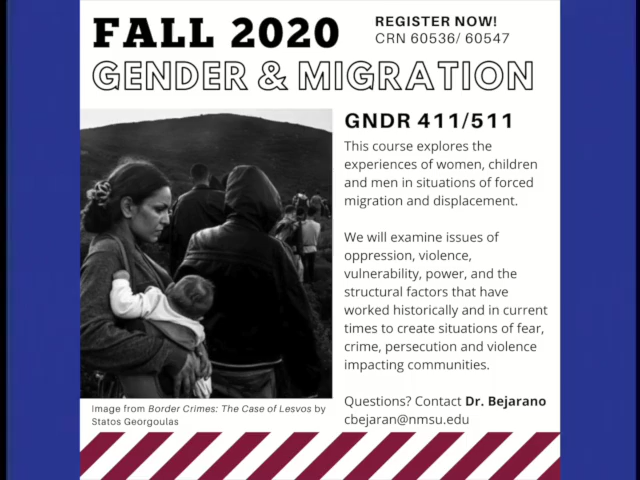 FALL 2020
REGISTER NOW!
CRN 60536/ 60547
GENDER & MIGRATION
GNDR 411/511
This course explores the
experiences of women, children
and men in situations of forced
migration and displacement.
We will examine issues of
oppression, violence,
vulnerability, power, and the
structural factors that have
worked historically and in current
times to create situations of fear,
crime, persecution and violence
impacting communities.
Questions? Contact Dr. Bejarano
cbejaran@nmsu.edu
Image from Border Crimes: The Case of Lesvos by
Statos Georgoulas